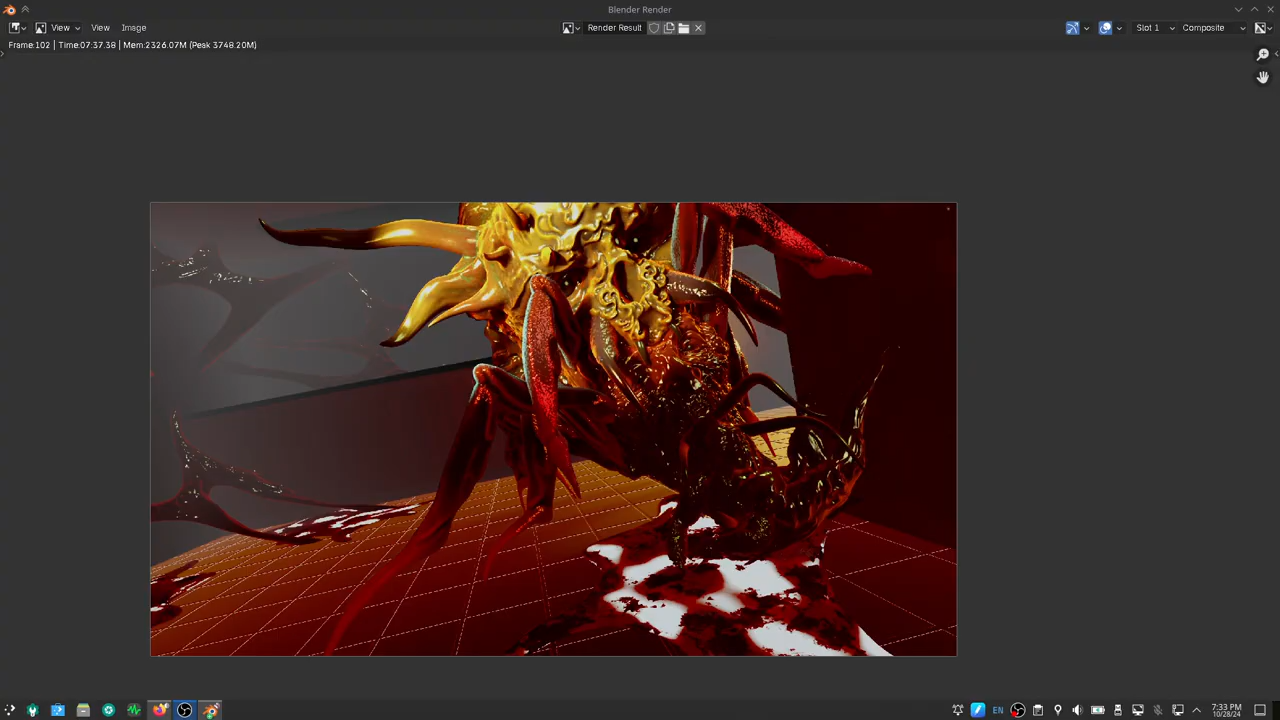 Blender Render
View View Image Render Result Slot 1 Composite
Frame:102 | Time:07:37.38 | Mem:2326.07M (Peak 3748.20M)
EN 7:33 PM
10/28/24